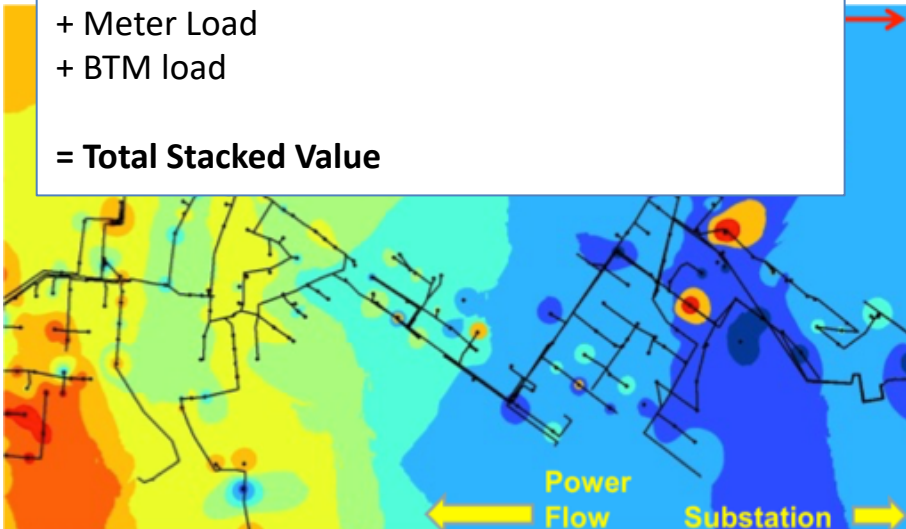 + Meter Load
+ BTM load
= Total Stacked Value
Power
Flow
Substation